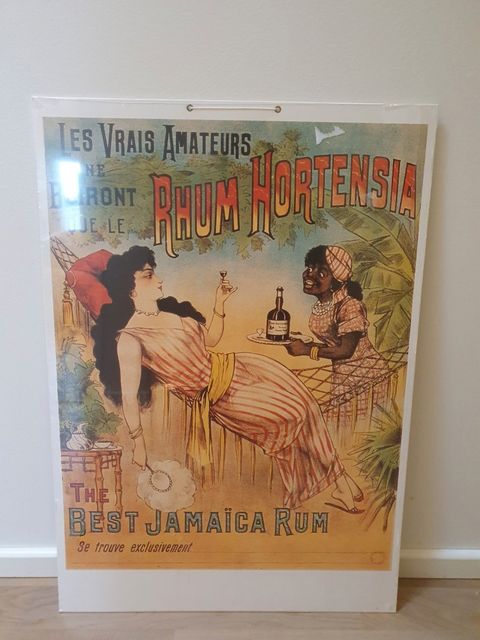 LES VRAIS AMATEURS
NE
BOIRONT
QUE LE
RHUM HORTENSIA
THE
BEST JAMAÏCA RUM
Se trouve exclusivement